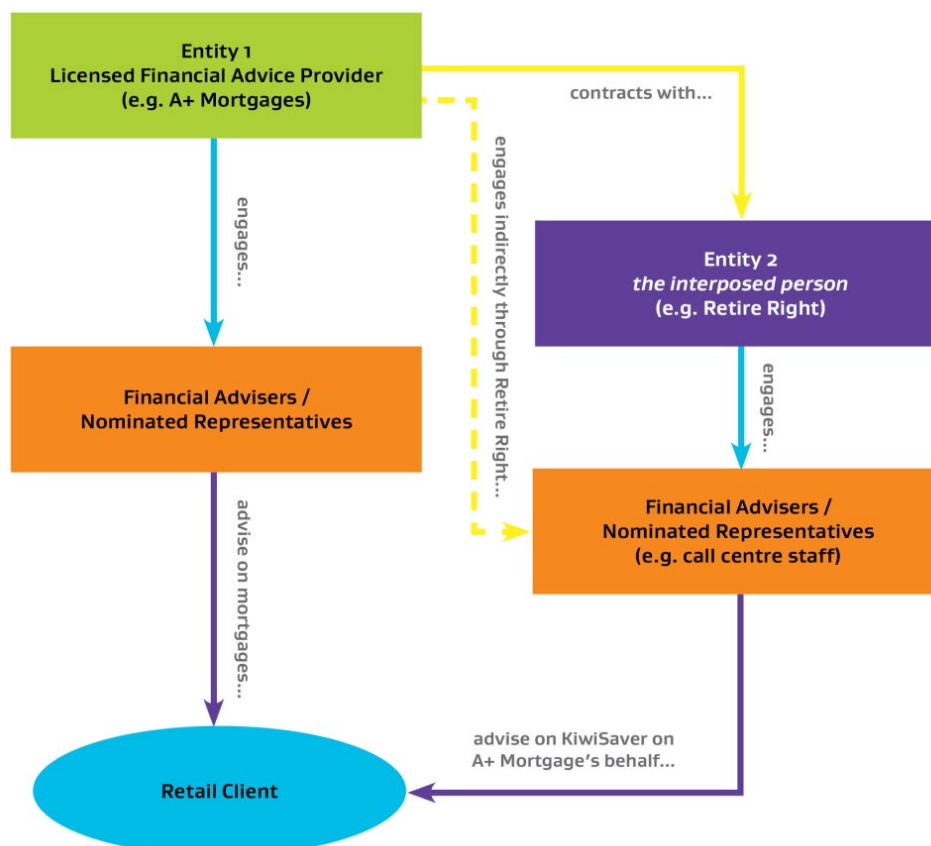 Entity 1
Licensed Financial Advice Provider
(e.g. A+ Mortgages)
contracts with...
engages...
engages indirectly through Retire Right...
Entity 2
the interposed person
(e.g. Retire Right)
Financial Advisers /
Nominated Representatives
engages...
Financial Advisers /
Nominated Representatives
(e.g. call centre staff)
advise on mortgages...
advise on KiwiSaver on
A+ Mortgage’s behalf...
Retail Client